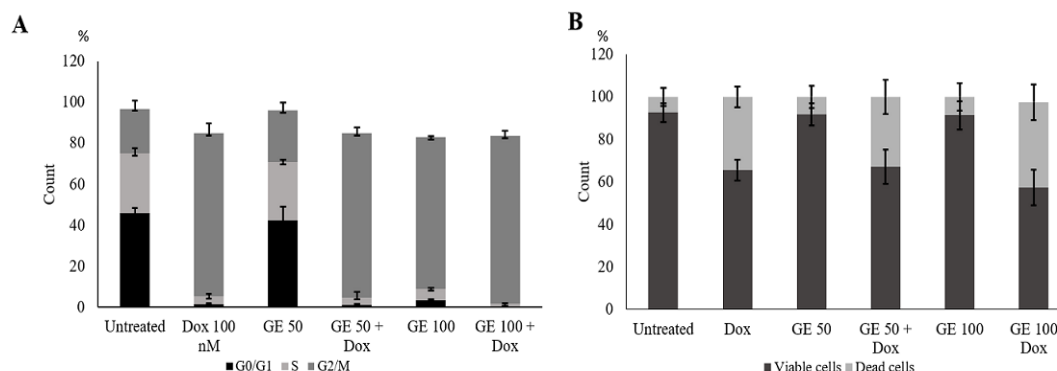 A
%
120
100
80
60
40
20
0
Count
Untreated Dox 100 nM GE 50 GE 50 + Dox GE 100 GE 100 + Dox
G0/G1 S G2/M
B
%
120
100
80
60
40
20
0
Count
Untreated Dox GE 50 GE 50 + Dox GE 100 GE 100 Dox
Viable cells Dead cells